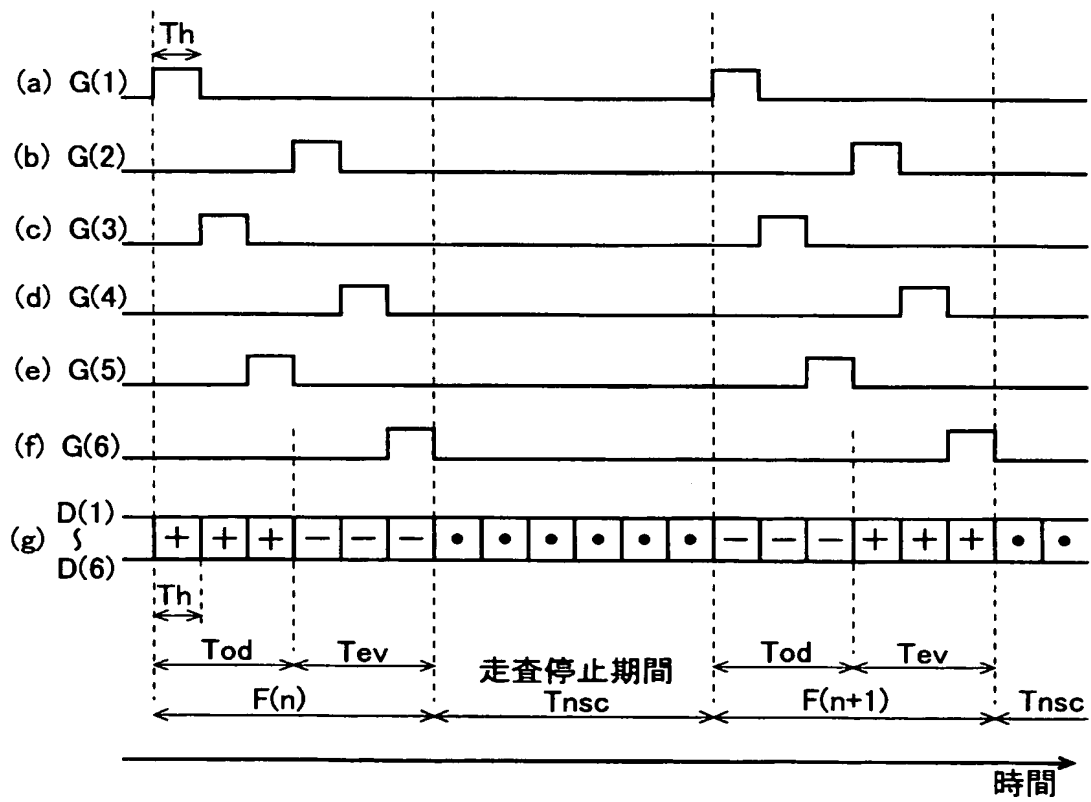 Th
(a) G(1)
(b) G(2)
(c) G(3)
(d) G(4)
(e) G(5)
(f) G(6)
D(1)
(g) ∫
D(6)
+ + + − − − • • • • • • − − − + + + • •
Th
Tod Tev 走査停止期間 Tod Tev
F(n) Tnsc F(n+1) Tnsc
時間